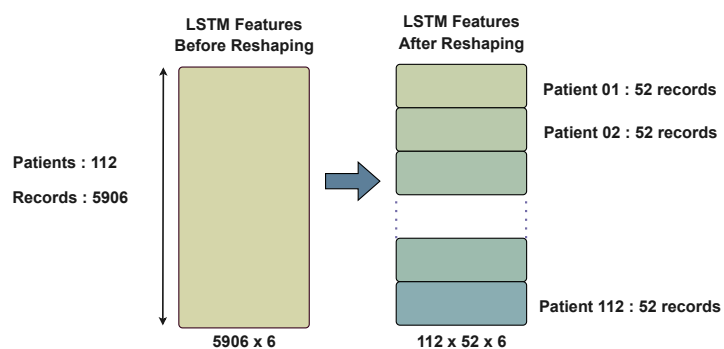 LSTM Features
Before Reshaping
LSTM Features
After Reshaping
Patient 01 : 52 records
Patient 02 : 52 records
Patients : 112
Records : 5906
Patient 112 : 52 records
5906 x 6
112 x 52 x 6